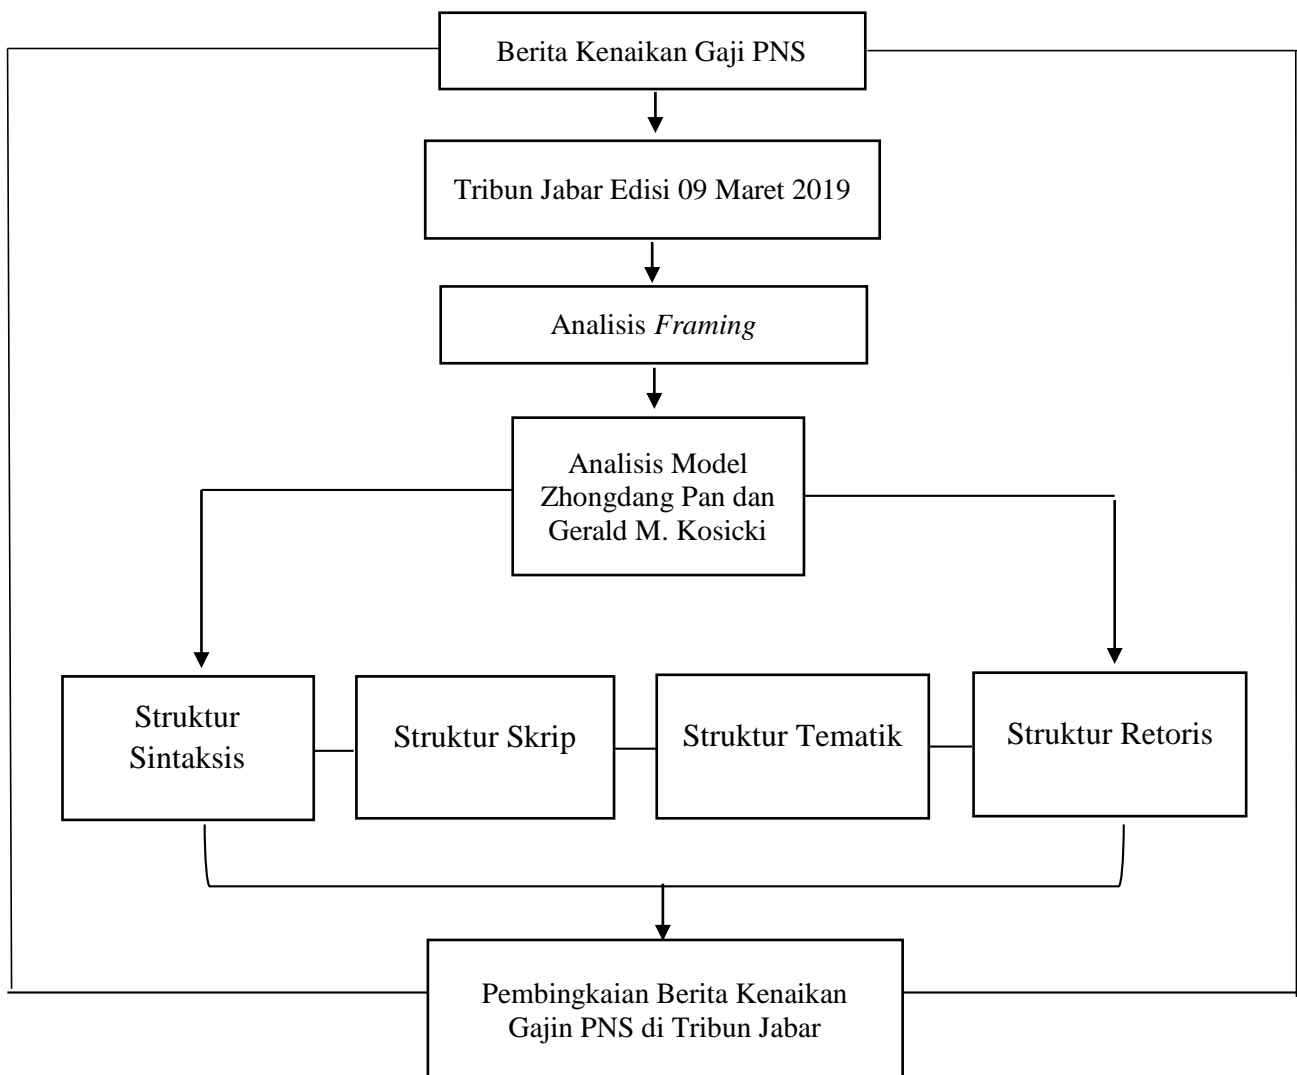 Berita Kenaikan Gaji PNS
Tribun Jabar Edisi 09 Maret 2019
Analisis Framing
Analisis Model
Zhongdang Pan dan
Gerald M. Kosicki
Struktur
Sintaksis
Struktur Skrip
Struktur Tematik
Struktur Retoris
Pembingkaian Berita Kenaikan
Gajin PNS di Tribun Jabar